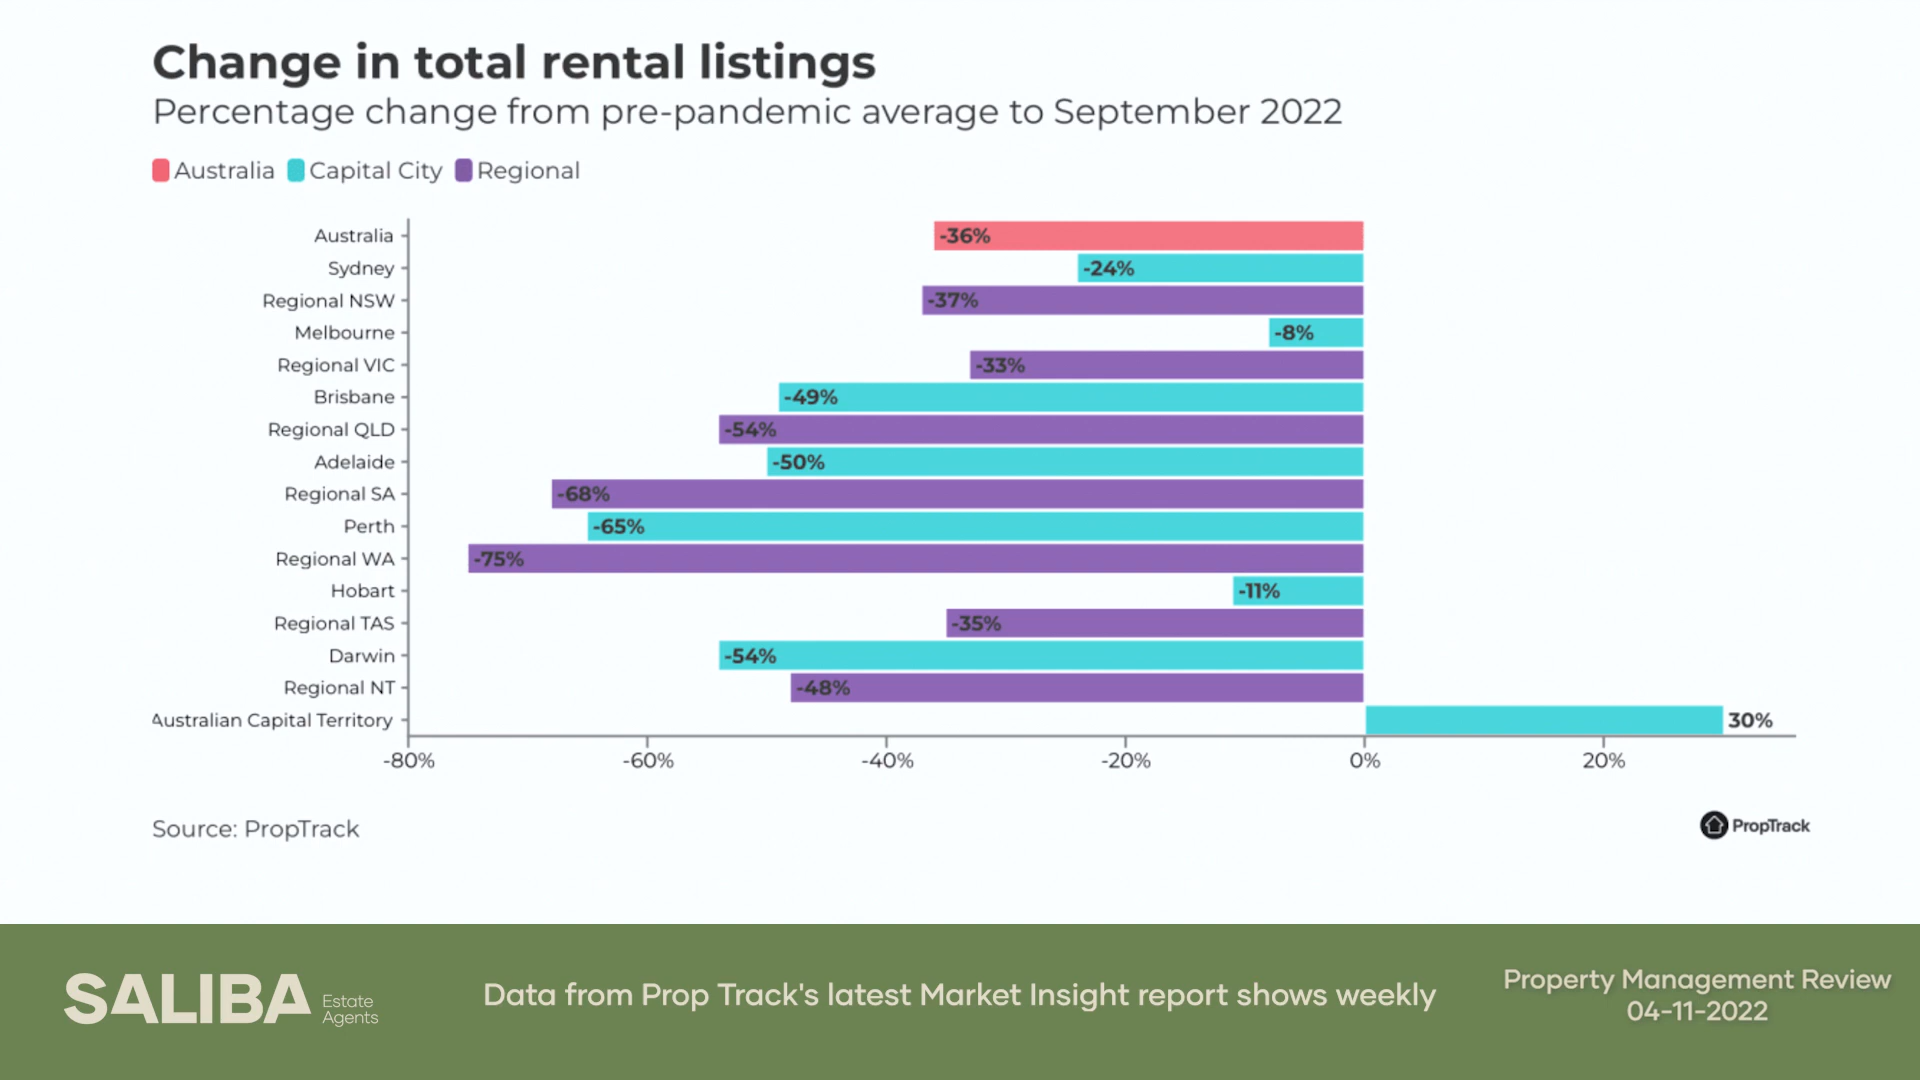 Change in total rental listings
Percentage change from pre-pandemic average to September 2022
Australia Capital City Regional
Australia -36%
Sydney -24%
Regional NSW -37%
Melbourne -8%
Regional VIC -33%
Brisbane -49%
Regional QLD -54%
Adelaide -50%
Regional SA -68%
Perth -65%
Regional WA -75%
Hobart -11%
Regional TAS -35%
Darwin -54%
Regional NT -48%
Australian Capital Territory 30%
-80% -60% -40% -20% 0% 20%
Source: PropTrack
PropTrack
SALIBA Estate
Agents
Data from Prop Track's latest Market Insight report shows weekly
Property Management Review
04-11-2022